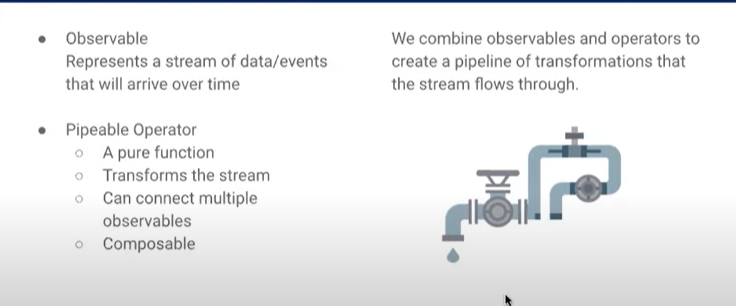 Observable
Represents a stream of data/events
that will arrive over time
Pipeable Operator
A pure function
Transforms the stream
Can connect multiple
observables
Composable
We combine observables and operators to
create a pipeline of transformations that
the stream flows through.